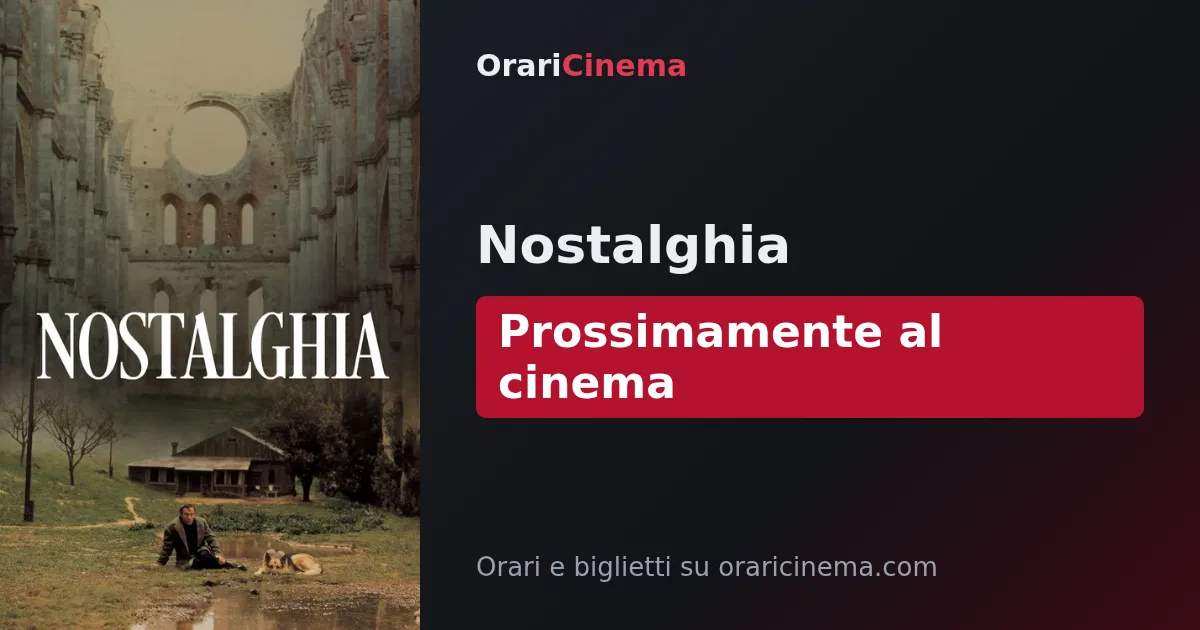 NOSTALGHIA
OrariCinema
Nostalghia
Prossimamente al
cinema
Orari e biglietti su oraricinema.com